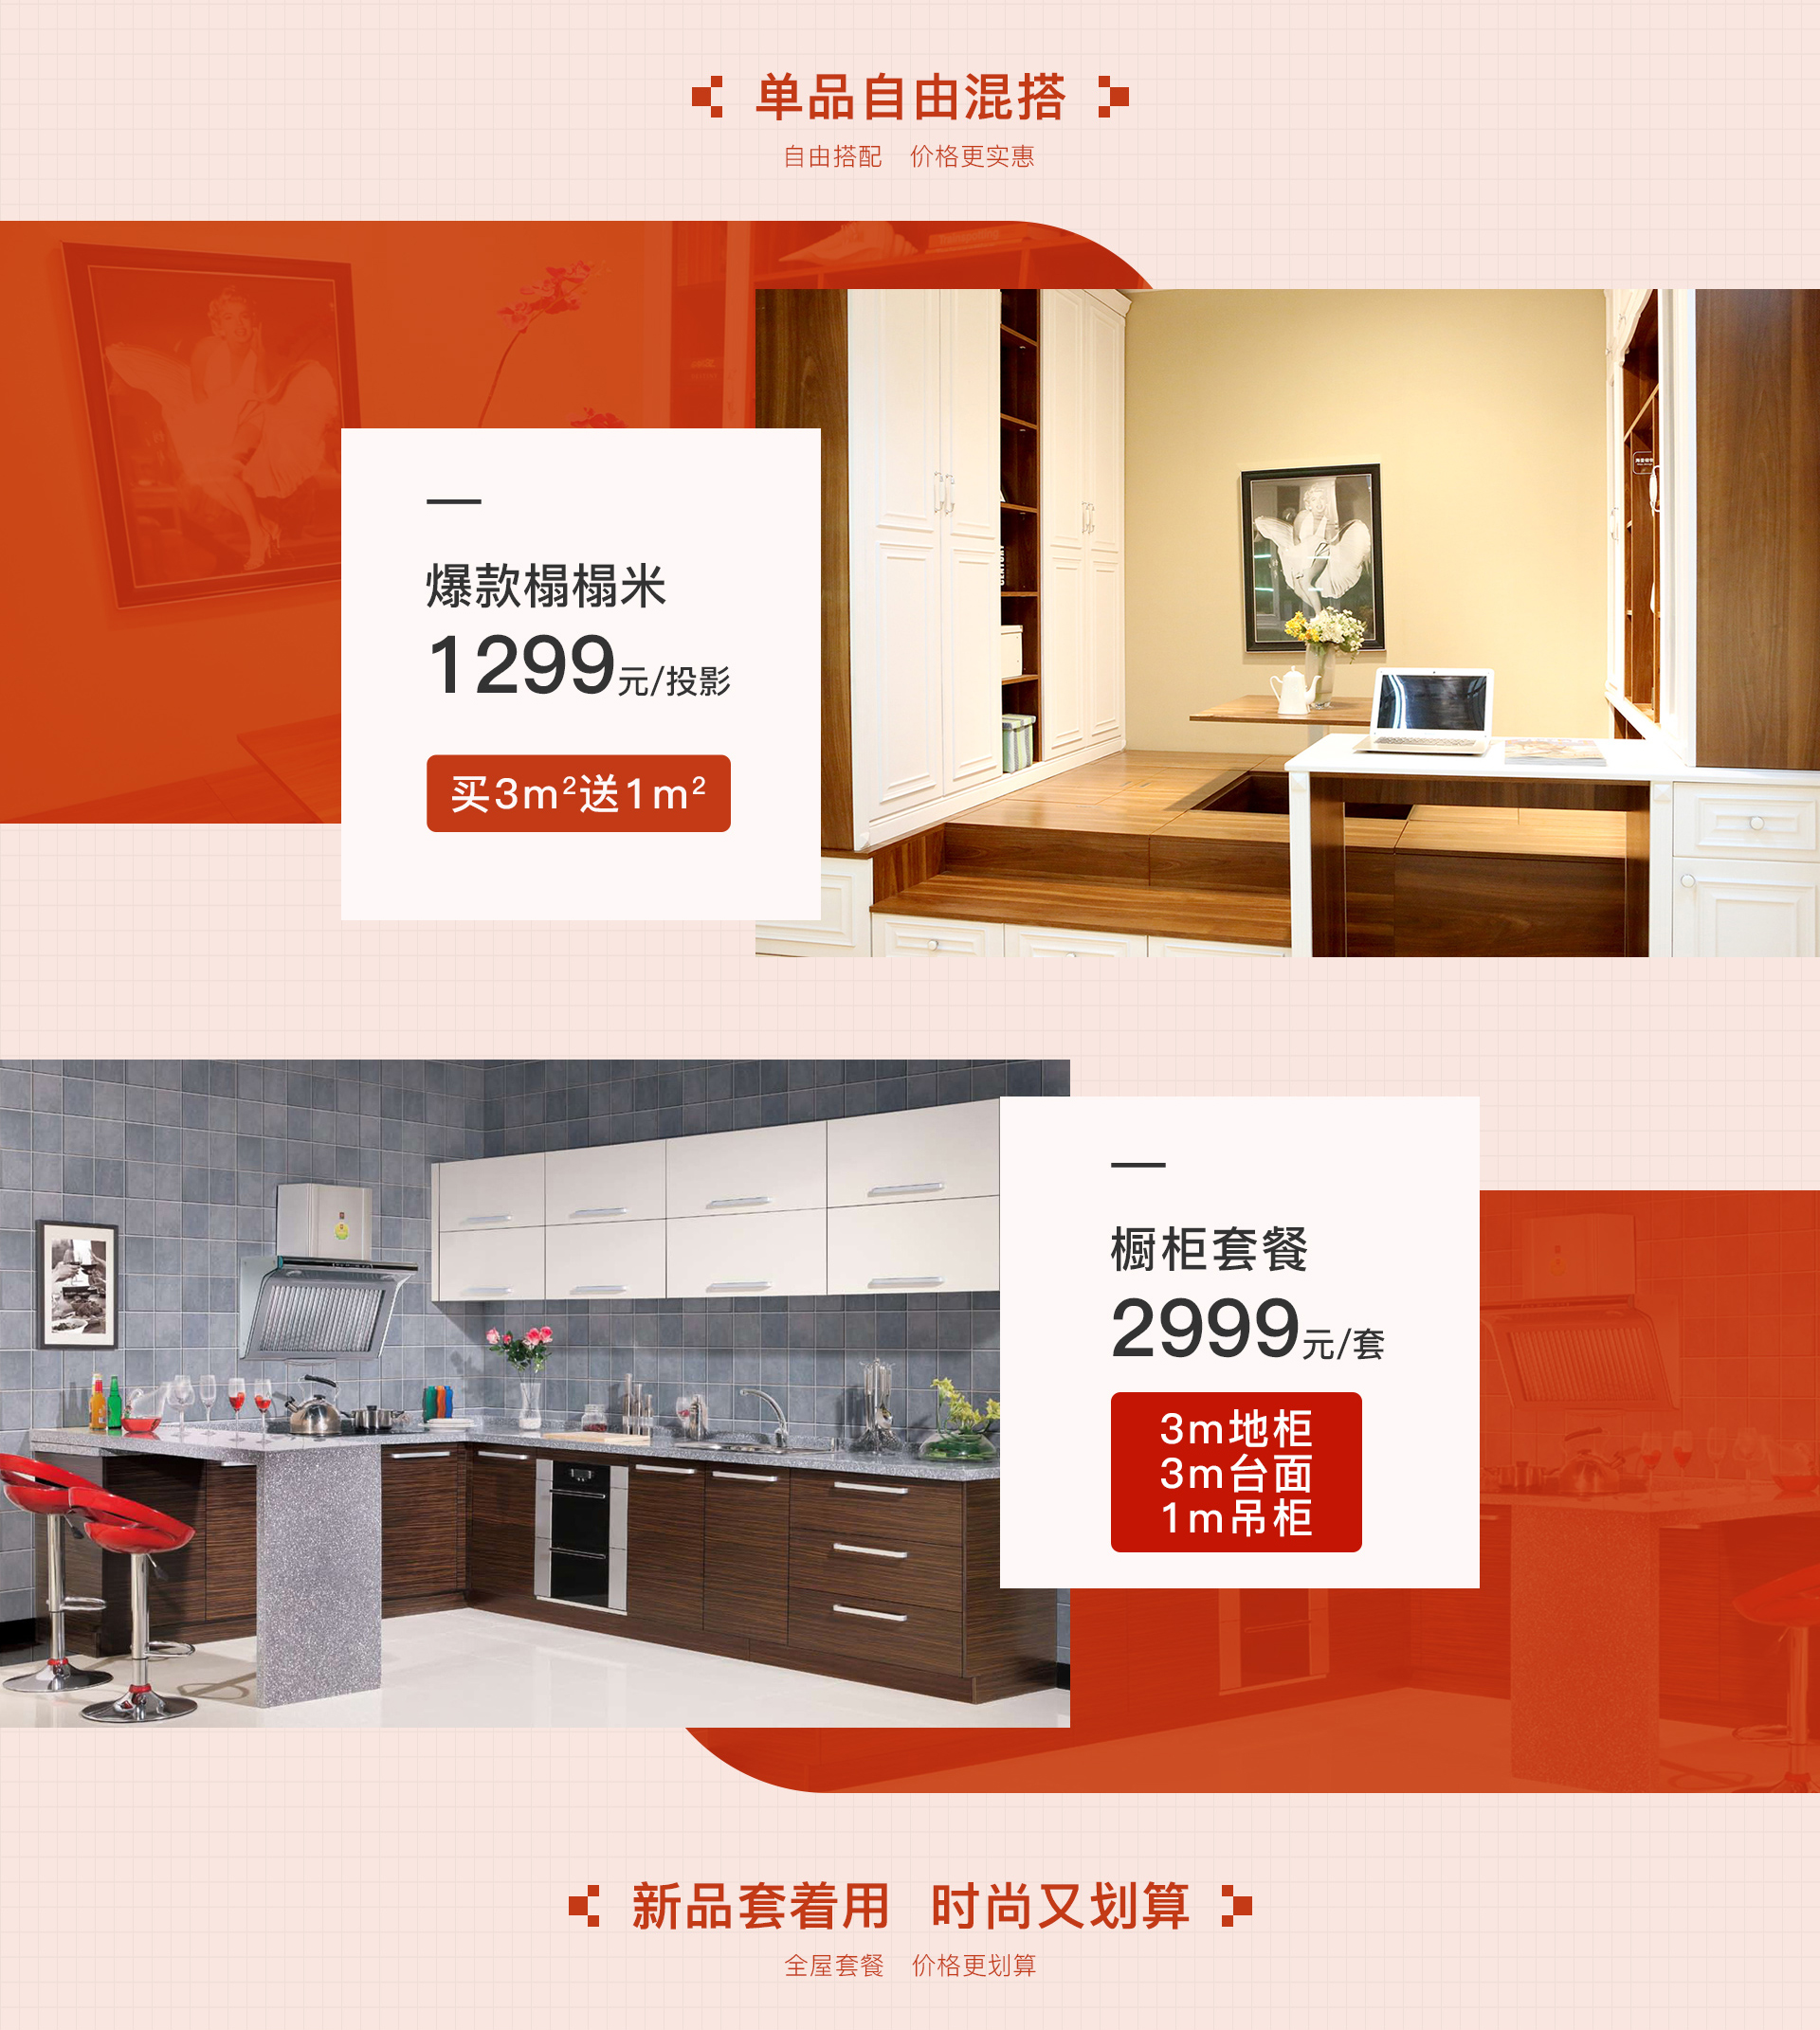 单品自由混搭
自由搭配 价格更实惠
爆款榻榻米
1299元/投影
买3m²送1m²
橱柜套餐
2999元/套
3m地柜
3m台面
1m吊柜
新品套着用 时尚又划算
全屋套餐 价格更划算